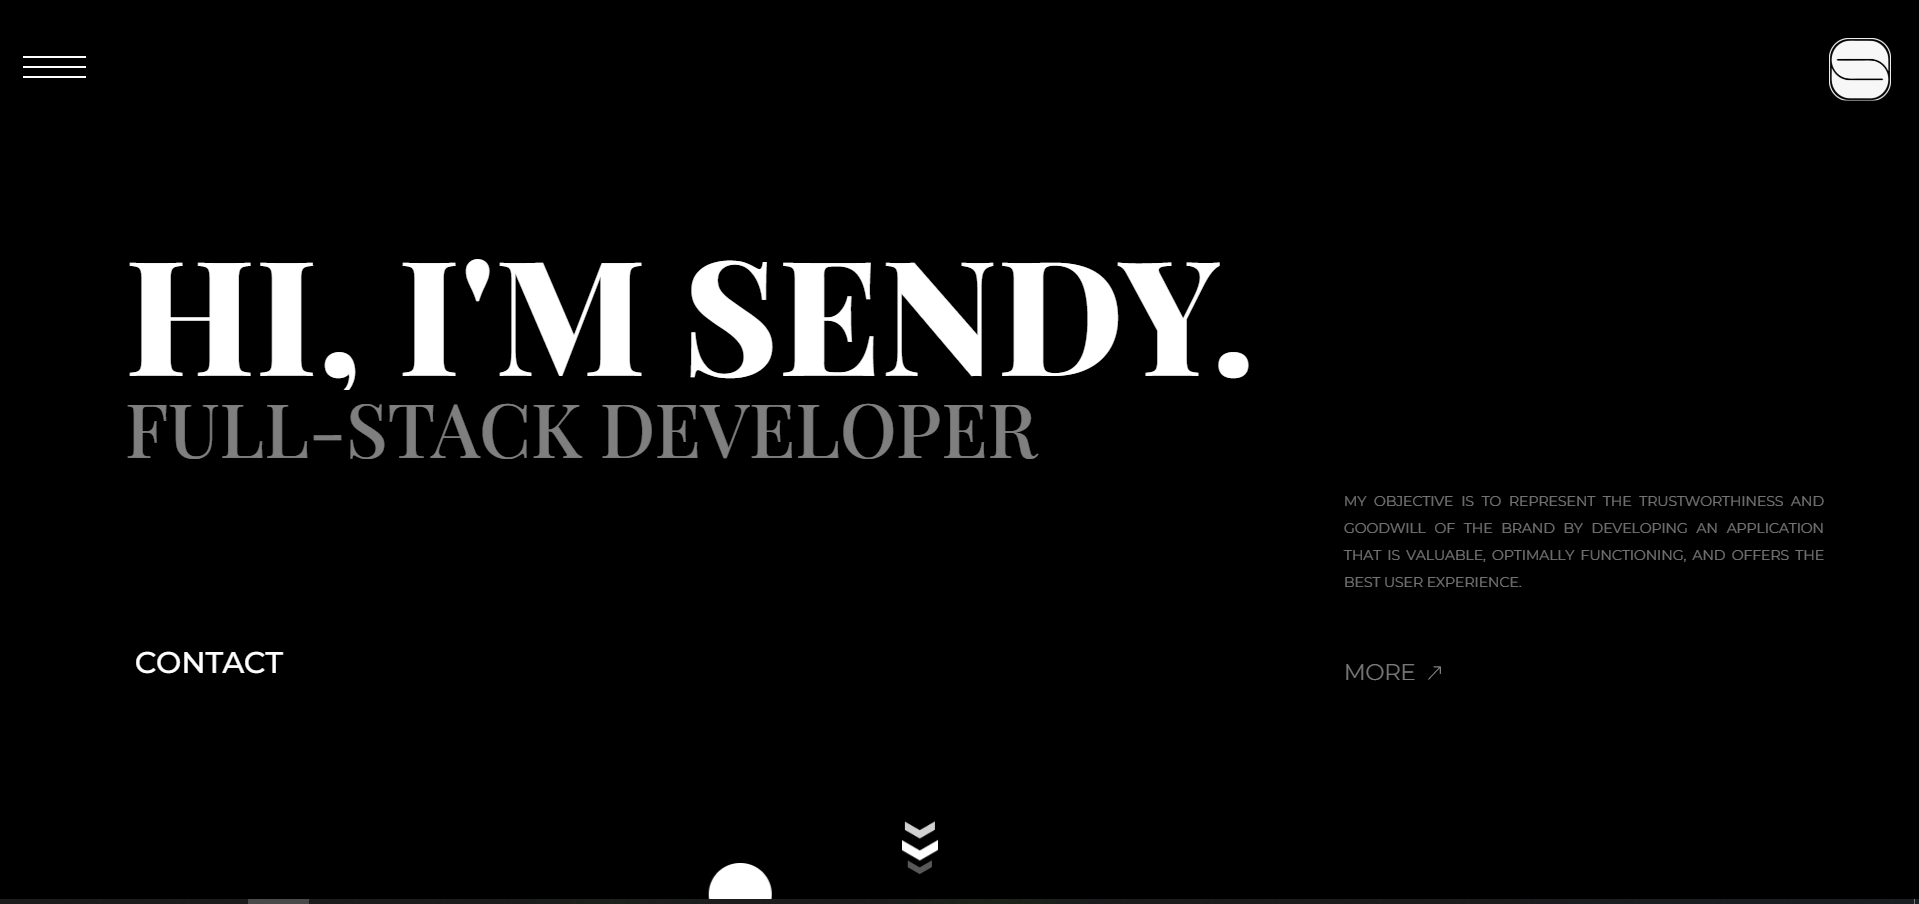 HI, I'M SENDY.
FULL-STACK DEVELOPER
MY OBJECTIVE IS TO REPRESENT THE TRUSTWORTHINESS AND
GOODWILL OF THE BRAND BY DEVELOPING AN APPLICATION
THAT IS VALUABLE, OPTIMALLY FUNCTIONING, AND OFFERS THE
BEST USER EXPERIENCE.
CONTACT
MORE